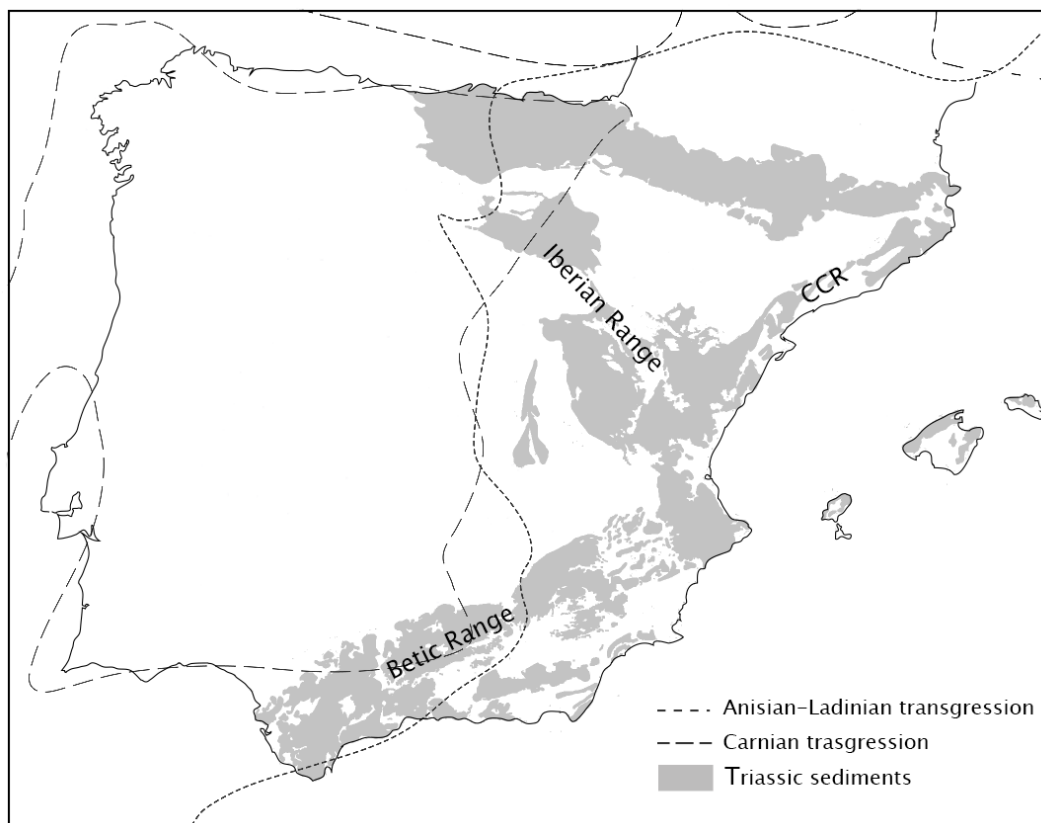 Iberian Range
CCR
Betic Range
Anisian-Ladinian transgression
Carnian trasgression
Triassic sediments